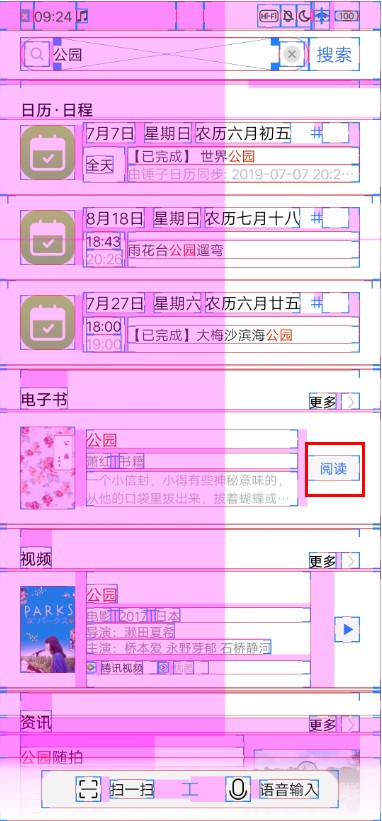 09:24 HI-FI 100
公园 搜索
日历·日程
7月7日 星期日 农历六月初五 #
全天 【已完成】 世界公园
由锤子日历同步: 2019-07-07 20:2…
8月18日 星期日 农历七月十八 #
18:43
20:26
雨花台公园遛弯
7月27日 星期六 农历六月廿五 #
18:00
19:00
【已完成】大梅沙滨海公园
电子书 更多
公园
萧红 书籍
一个小信封，小得有些神秘意味的，
从他的口袋里拔出来，拔着蝴蝶或…
阅读
视频 更多
PARKS
公园
电影 2017 日本
导演：濑田夏希
主演：桥本爱 永野芽郁 石桥静河
腾讯视频 优酷
资讯 更多
公园随拍
扫一扫 工 语音输入